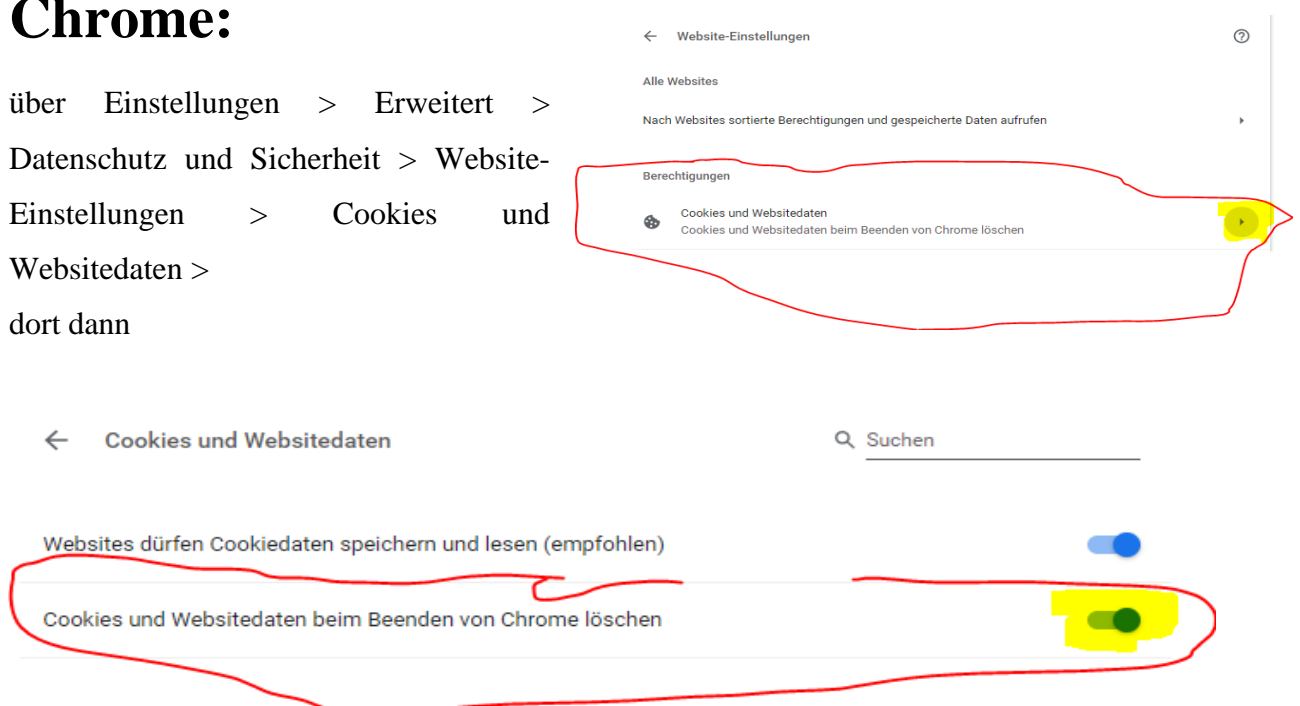 Chrome:
über Einstellungen > Erweitert >
Datenschutz und Sicherheit > Website-
Einstellungen > Cookies und
Websitedaten >
dort dann
Website-Einstellungen
Alle Websites
Nach Websites sortierte Berechtigungen und gespeicherte Daten aufrufen
Berechtigungen
Cookies und Websitedaten
Cookies und Websitedaten beim Beenden von Chrome löschen
Cookies und Websitedaten
Suchen
Websites dürfen Cookiedaten speichern und lesen (empfohlen)
Cookies und Websitedaten beim Beenden von Chrome löschen